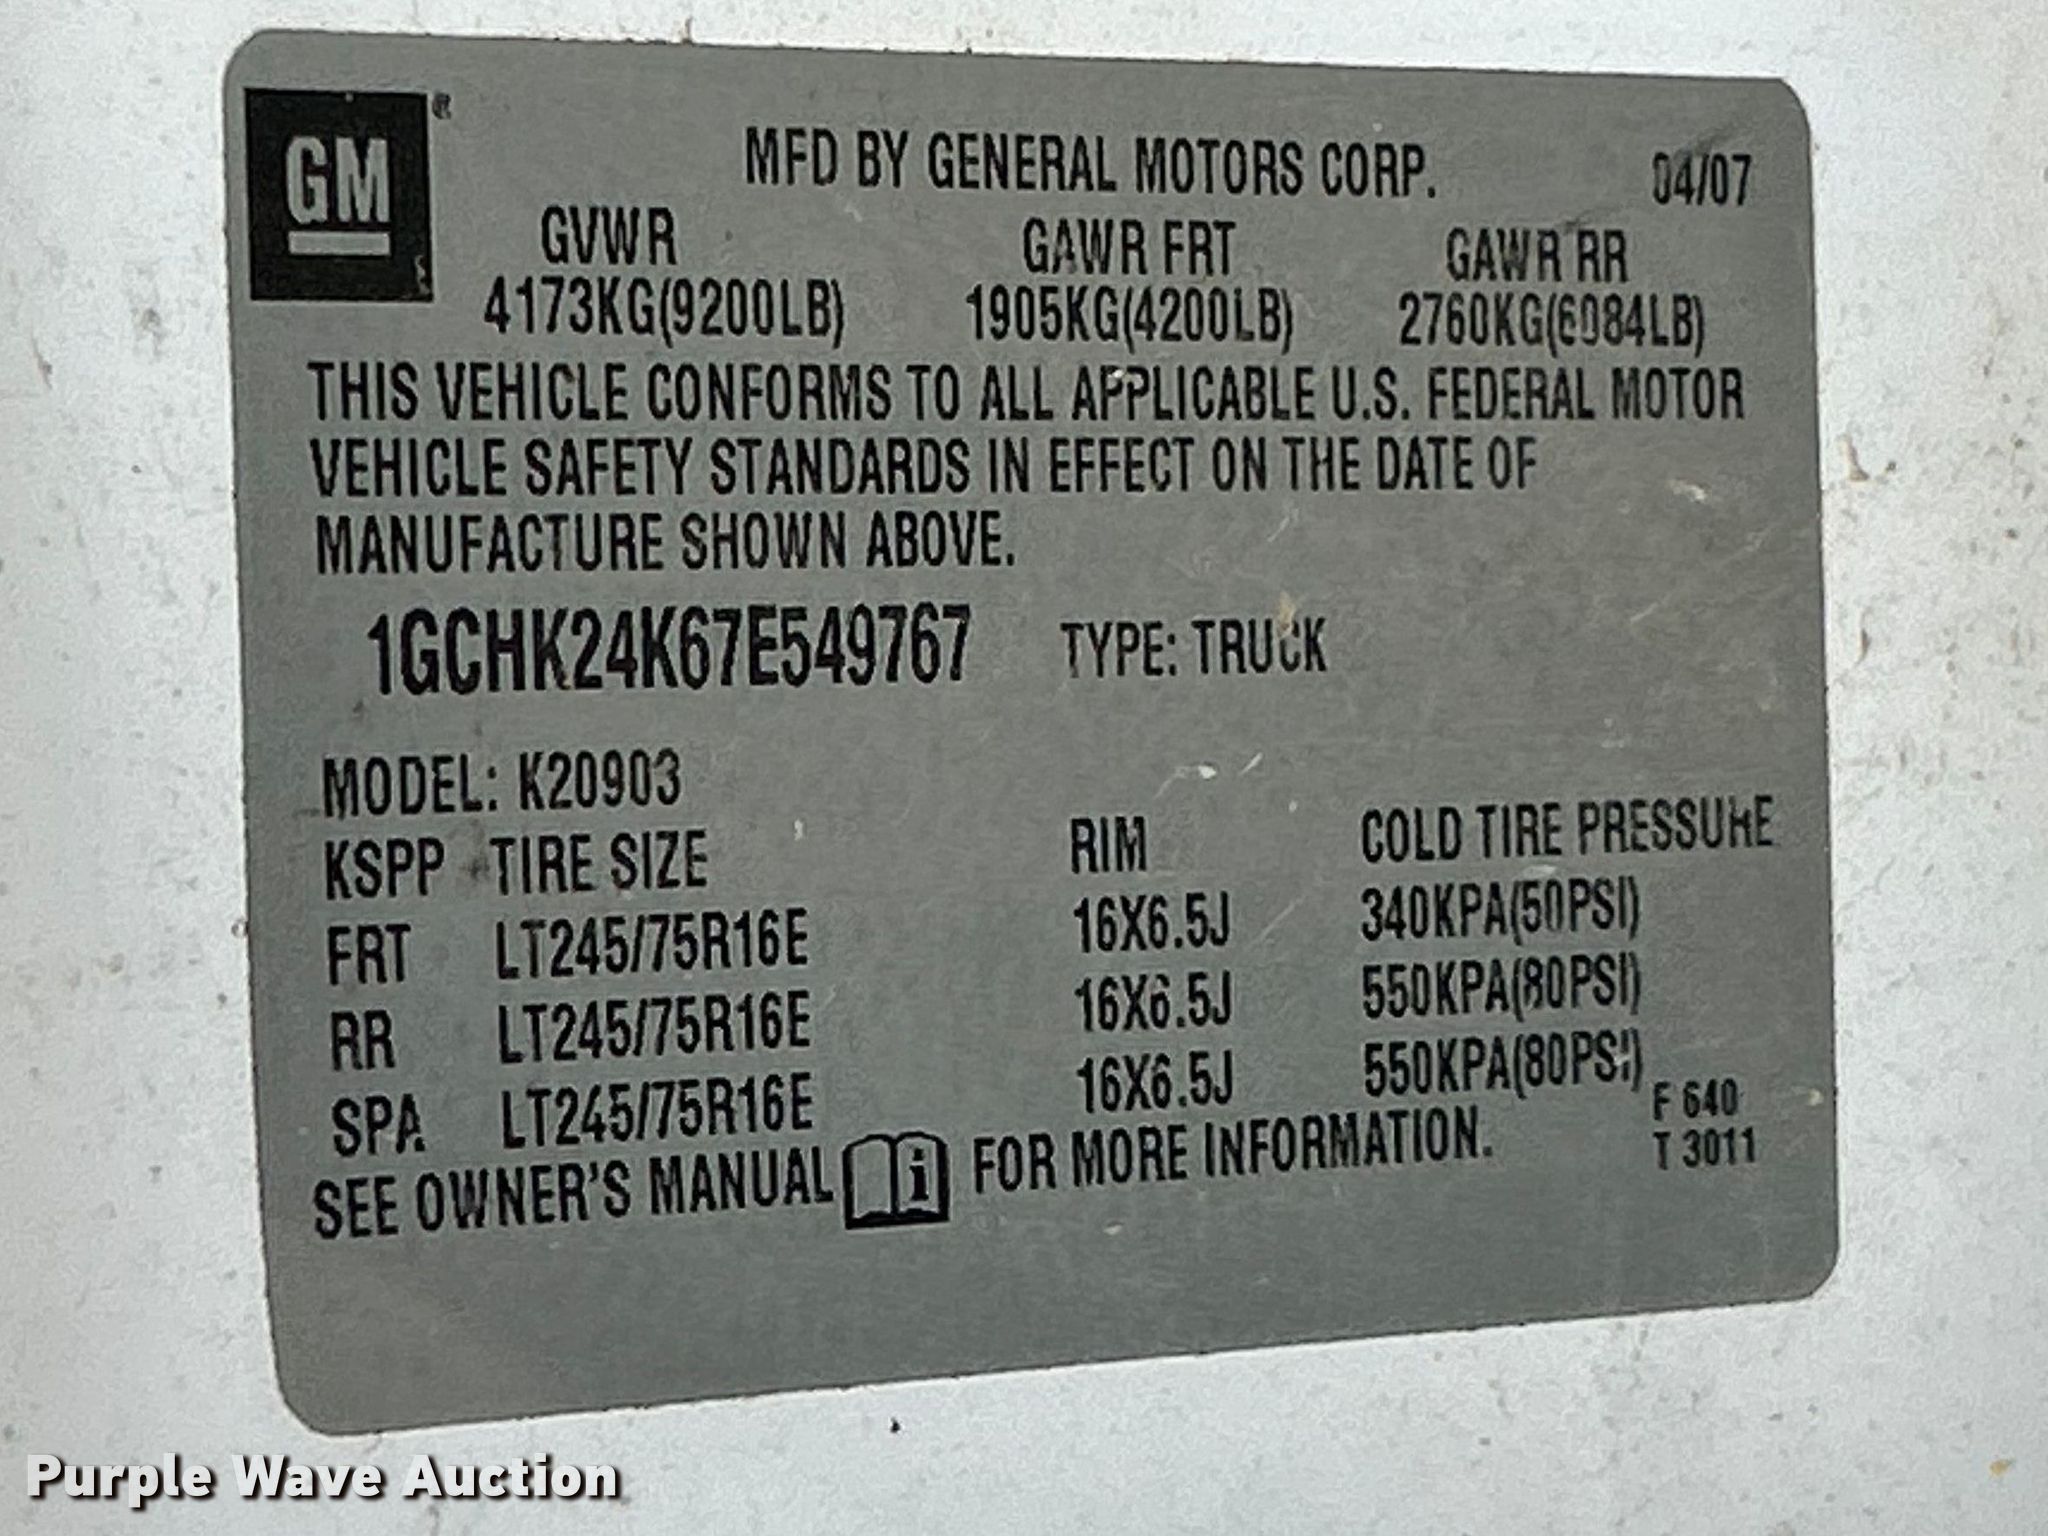 GM ®
MFD BY GENERAL MOTORS CORP. 04/07
GVWR GAWR FRT GAWR RR
4173KG(9200LB) 1905KG(4200LB) 2760KG(6084LB)
THIS VEHICLE CONFORMS TO ALL APPLICABLE U.S. FEDERAL MOTOR
VEHICLE SAFETY STANDARDS IN EFFECT ON THE DATE OF
MANUFACTURE SHOWN ABOVE.
1GCHK24K67E549767 TYPE: TRUCK
MODEL: K20903
KSPP TIRE SIZE RIM COLD TIRE PRESSURE
FRT LT245/75R16E 16X6.5J 340KPA(50PSI)
RR LT245/75R16E 16X6.5J 550KPA(80PSI)
SPA LT245/75R16E 16X6.5J 550KPA(80PSI)
SEE OWNER'S MANUAL i FOR MORE INFORMATION.
F 640
T 3011
Purple Wave Auction